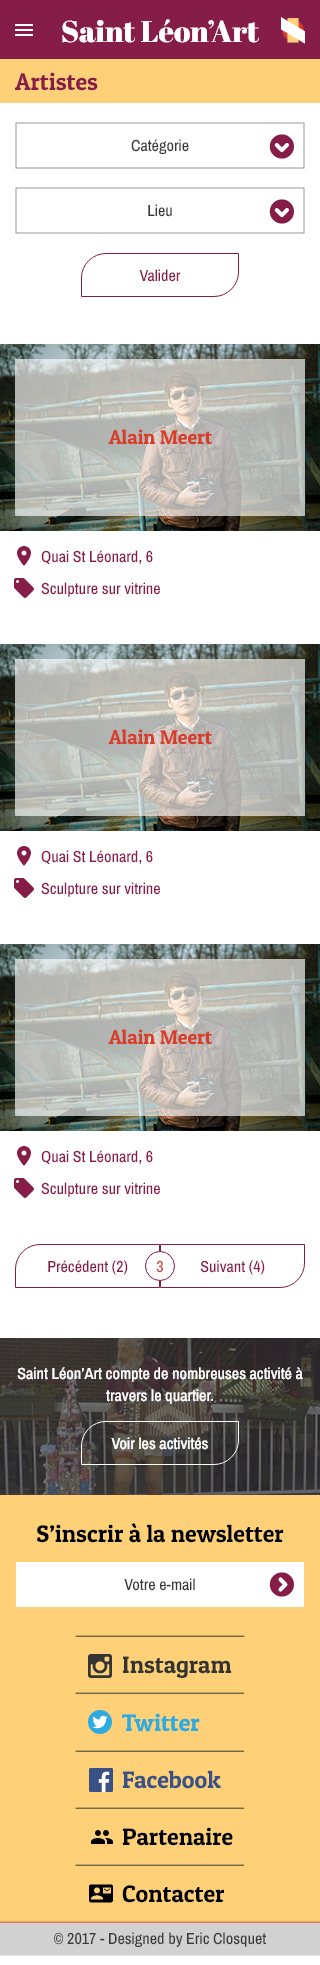 Saint Léon’Art
Artistes
Catégorie
Lieu
Valider
Alain Meert
Quai St Léonard, 6
Sculpture sur vitrine
Alain Meert
Quai St Léonard, 6
Sculpture sur vitrine
Alain Meert
Quai St Léonard, 6
Sculpture sur vitrine
Précédent (2) 3 Suivant (4)
Saint Léon’Art compte de nombreuses activité à
travers le quartier.
Voir les activités
S’inscrir à la newsletter
Votre e-mail
Instagram
Twitter
Facebook
Partenaire
Contacter
© 2017 - Designed by Eric Closquet